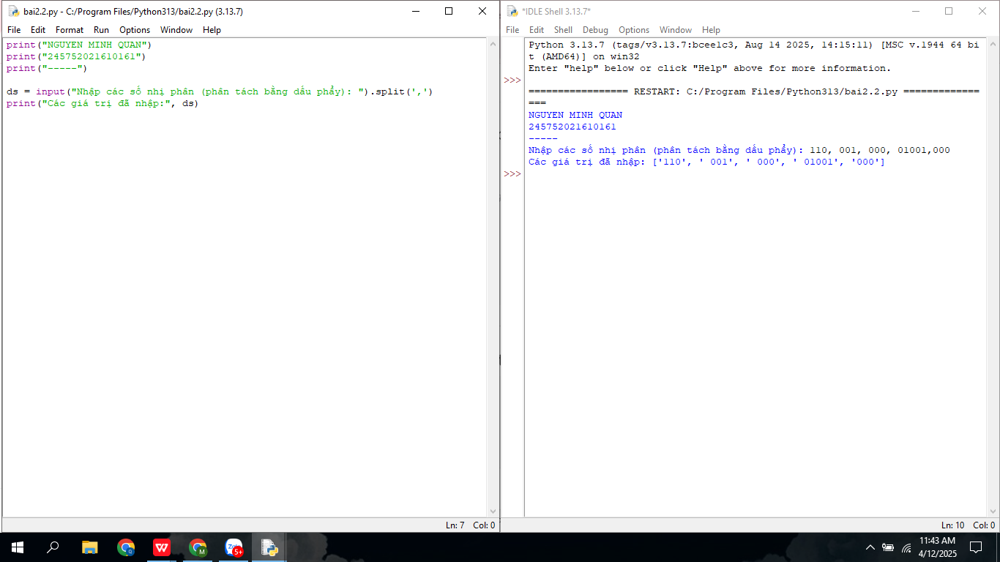 bai2.2.py - C:/Program Files/Python313/bai2.2.py (3.13.7)
File Edit Format Run Options Window Help
print("NGUYEN MINH QUAN")
print("245752021610161")
print("-----")
ds = input("Nhập các số nhị phân (phân tách bằng dấu phẩy): ").split(',')
print("Các giá trị đã nhập:", ds)
Ln: 7 Col: 0
*IDLE Shell 3.13.7*
File Edit Shell Debug Options Window Help
Python 3.13.7 (tags/v3.13.7:bcee1c3, Aug 14 2025, 14:15:11) [MSC v.1944 64 bi
t (AMD64)] on win32
Enter "help" below or click "Help" above for more information.
>>>
================= RESTART: C:/Program Files/Python313/bai2.2.py =============
===
NGUYEN MINH QUAN
245752021610161
-----
Nhập các số nhị phân (phân tách bằng dấu phẩy): 110, 001, 000, 01001,000
Các giá trị đã nhập: ['110', ' 001', ' 000', ' 01001', '000']
>>>
Ln: 10 Col: 0
W
M
Zalo
5+
11:43 AM
4/12/2025